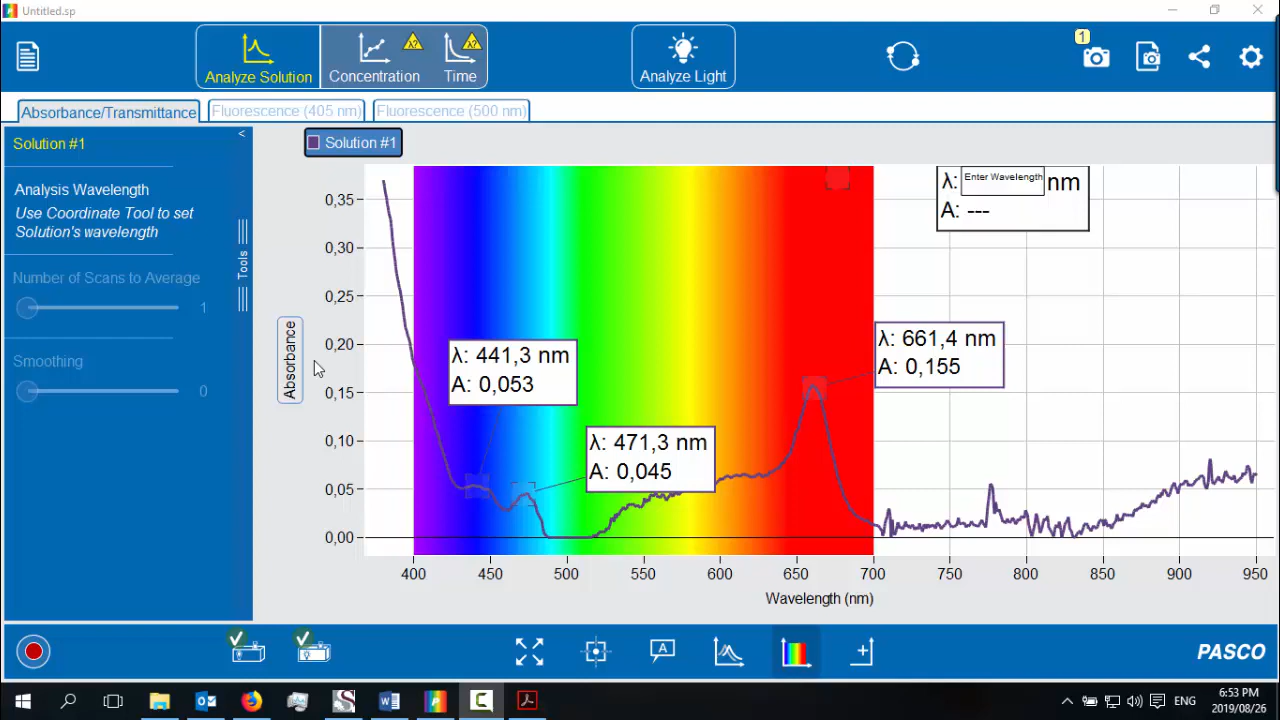 Untitled.sp
Analyze Solution
Concentration
Time
Analyze Light
1
Absorbance/Transmittance
Fluorescence (405 nm)
Fluorescence (500 nm)
Solution #1
<
Analysis Wavelength
Use Coordinate Tool to set
Solution's wavelength
Number of Scans to Average
1
Smoothing
0
Tools
Solution #1
λ: Enter Wavelength nm
A: ---
λ: 441,3 nm
A: 0,053
λ: 471,3 nm
A: 0,045
λ: 661,4 nm
A: 0,155
Absorbance
0,35
0,30
0,25
0,20
0,15
0,10
0,05
0,00
400 450 500 550 600 650 700 750 800 850 900 950
Wavelength (nm)
A
PASCO
ENG
6:53 PM
2019/08/26